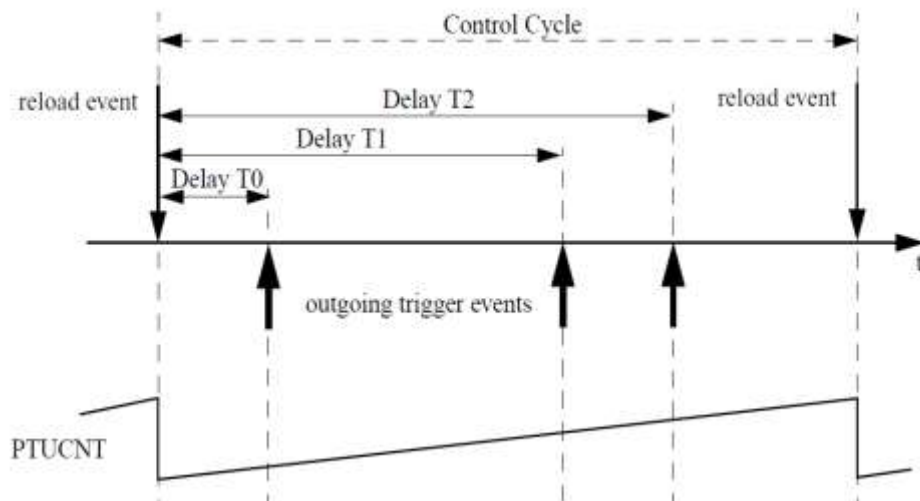 Control Cycle
reload event
reload event
Delay T2
Delay T1
Delay T0
t
outgoing trigger events
PTUCNT